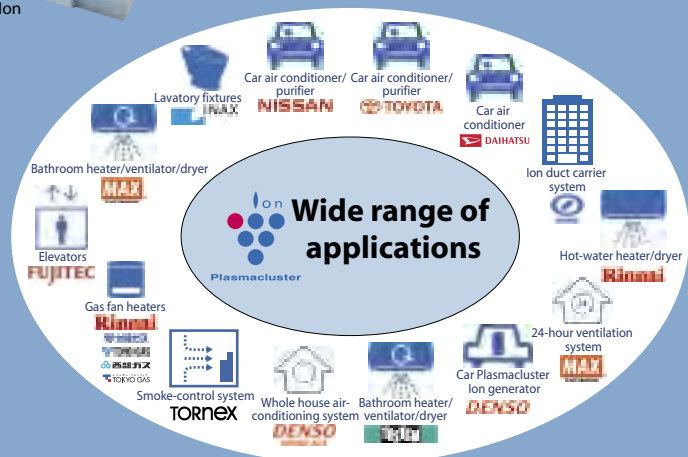 Ion
Wide range of
applications
Plasmacluster
Car air conditioner/
purifier
NISSAN
Car air conditioner/
purifier
TOYOTA
Car air
conditioner
DAIHATSU
Ion duct carrier
system
Hot-water heater/dryer
Rinnai
24-hour ventilation
system
MAX
Car Plasmacluster
Ion generator
DENSO
Bathroom heater/
ventilator/dryer
Whole house air-
conditioning system
DENSO
Smoke-control system
TORNEX
Gas fan heaters
Rinnai
西部ガス
TOKYO GAS
Elevators
FUJITEC
Bathroom heater/ventilator/dryer
MAX
Lavatory fixtures
INAX